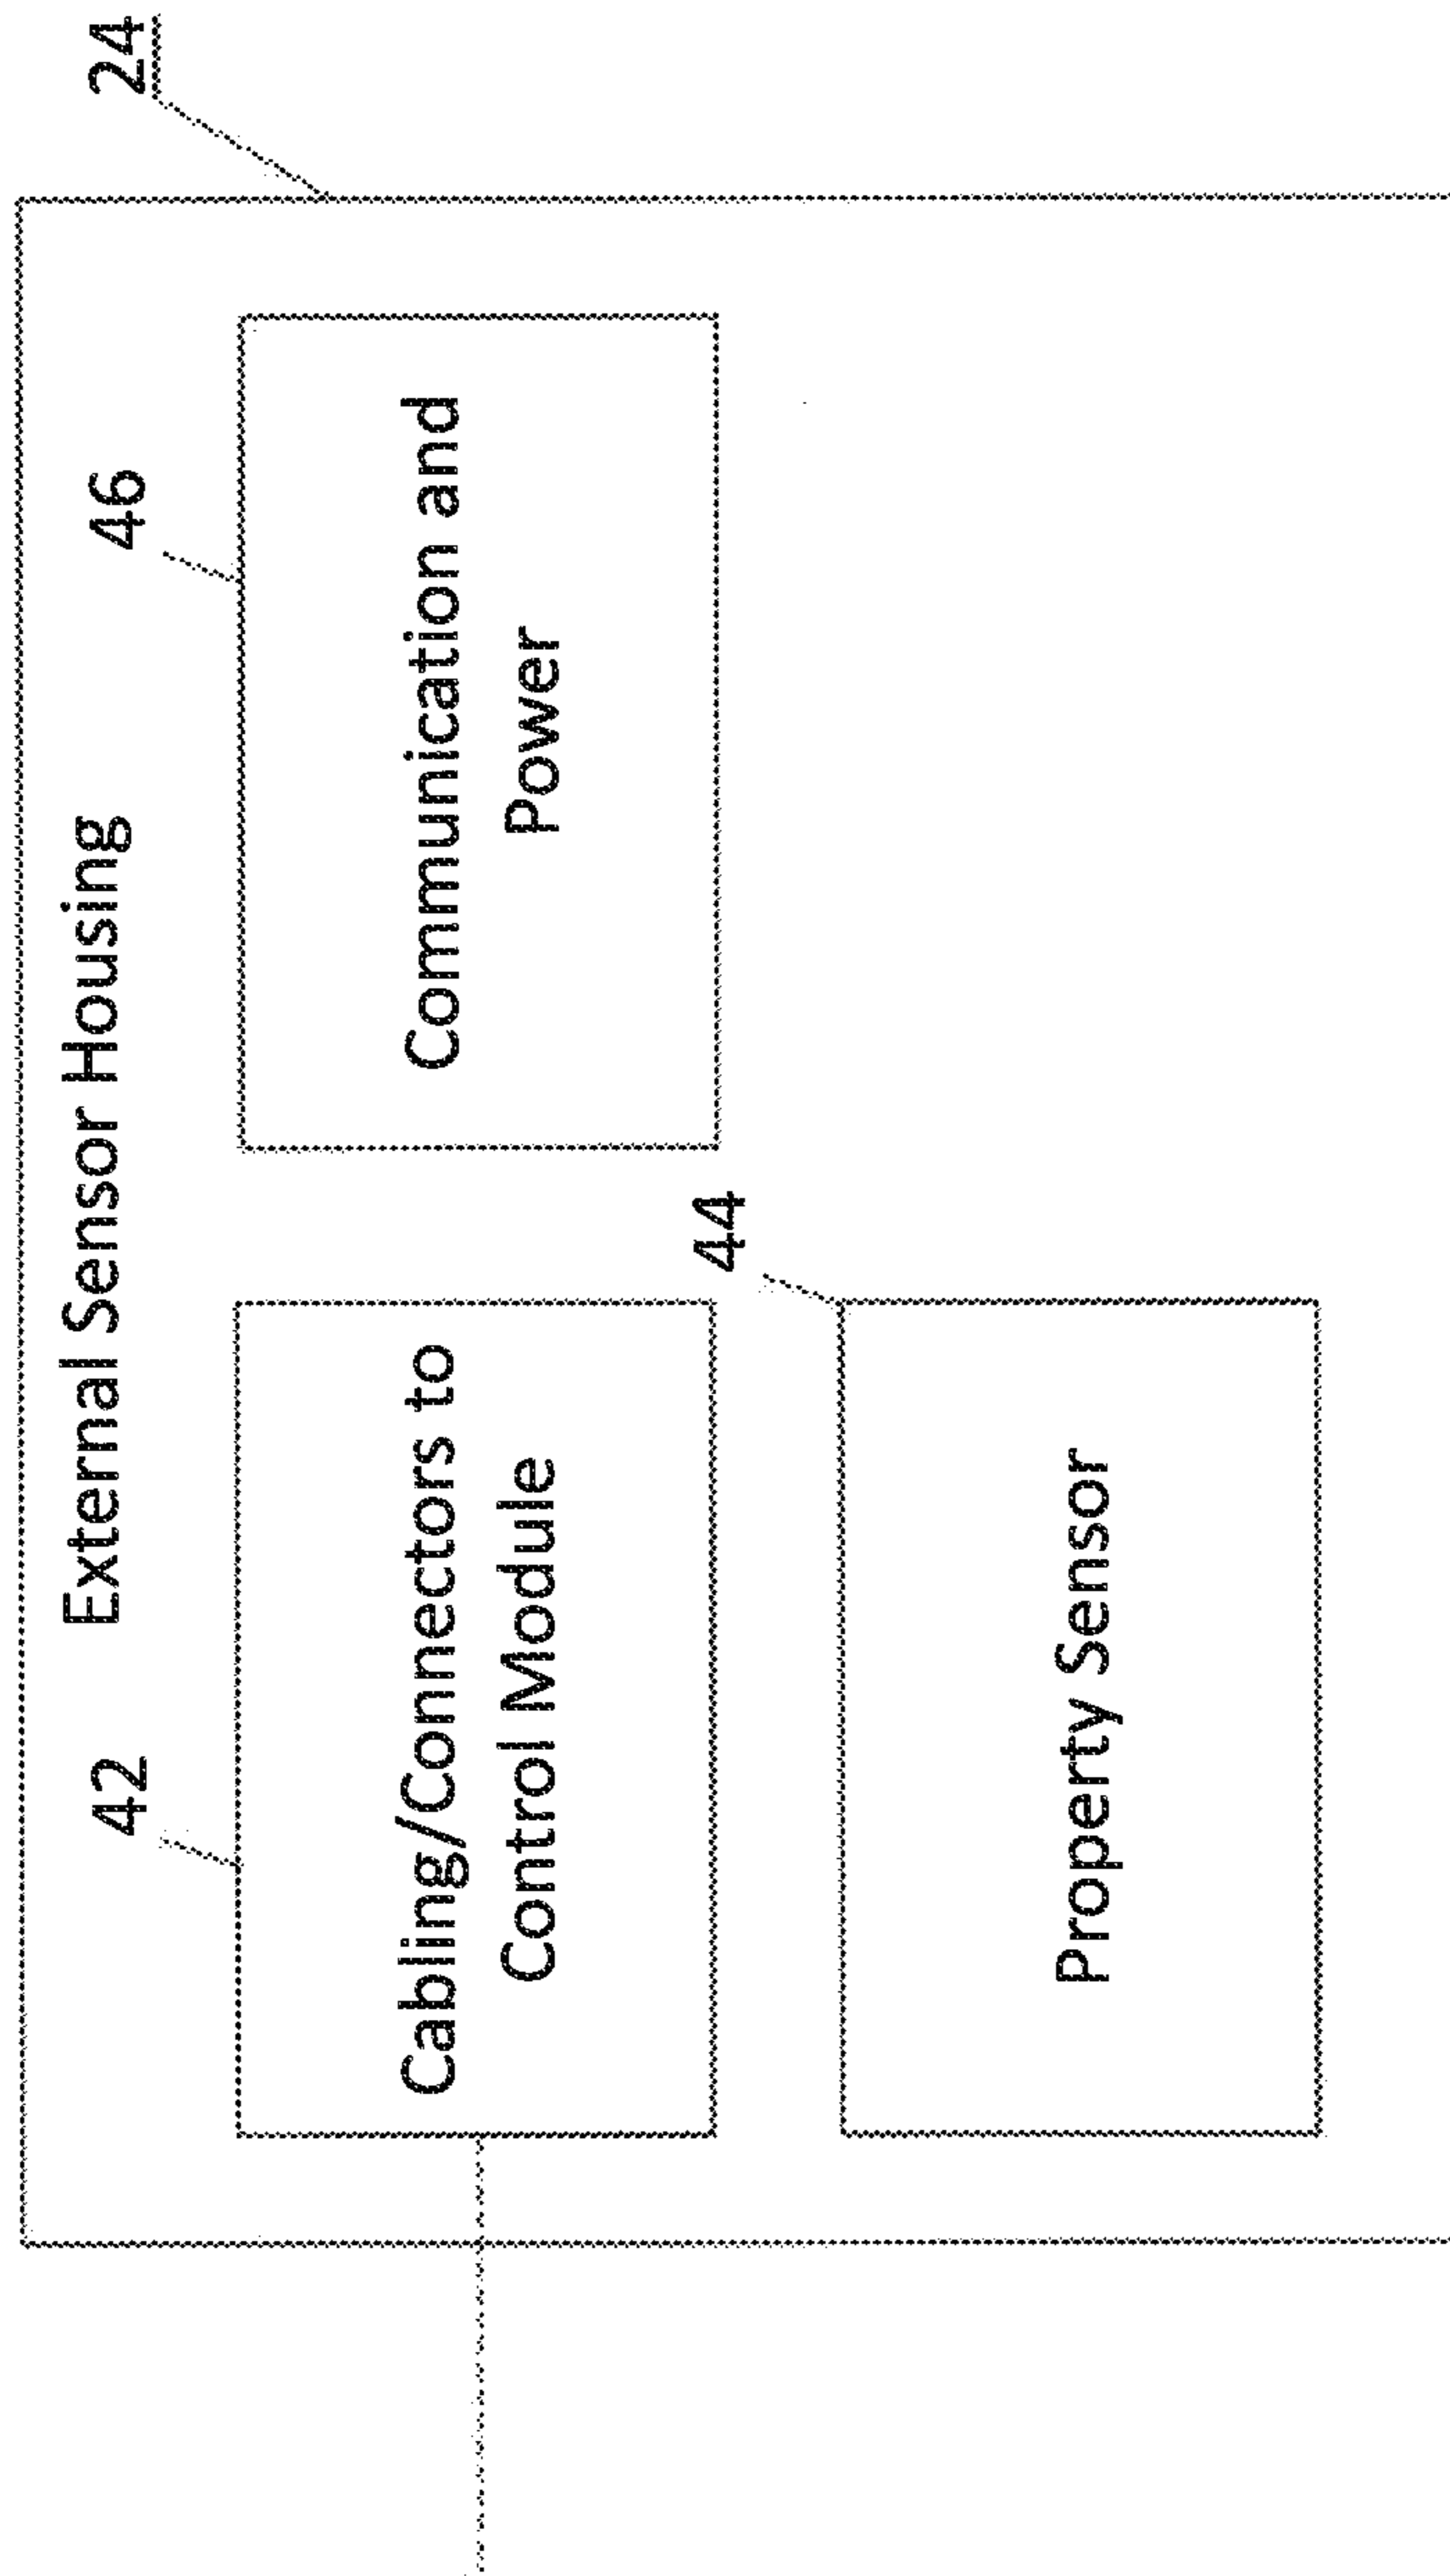 24
External Sensor Housing
42
46
Cabling/Connectors to
Control Module
Communication and
Power
44
Property Sensor